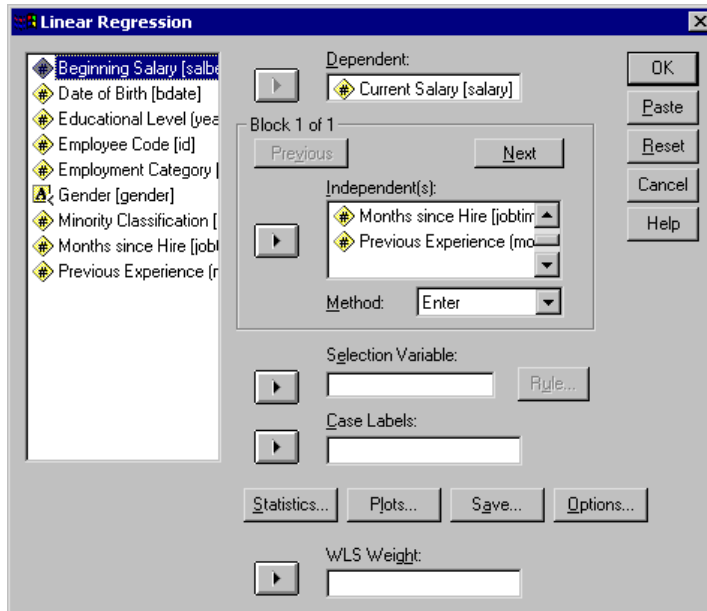 Linear Regression
Beginning Salary [salbe
Date of Birth [bdate]
Educational Level (yea
Employee Code [id]
Employment Category [
Gender [gender]
Minority Classification [
Months since Hire [jobti
Previous Experience (r
Dependent:
Current Salary [salary]
Block 1 of 1
Previous
Next
Independent(s):
Months since Hire [jobtim
Previous Experience (mo
Method:
Enter
Selection Variable:
Rule...
Case Labels:
Statistics...
Plots...
Save...
Options...
WLS Weight:
OK
Paste
Reset
Cancel
Help